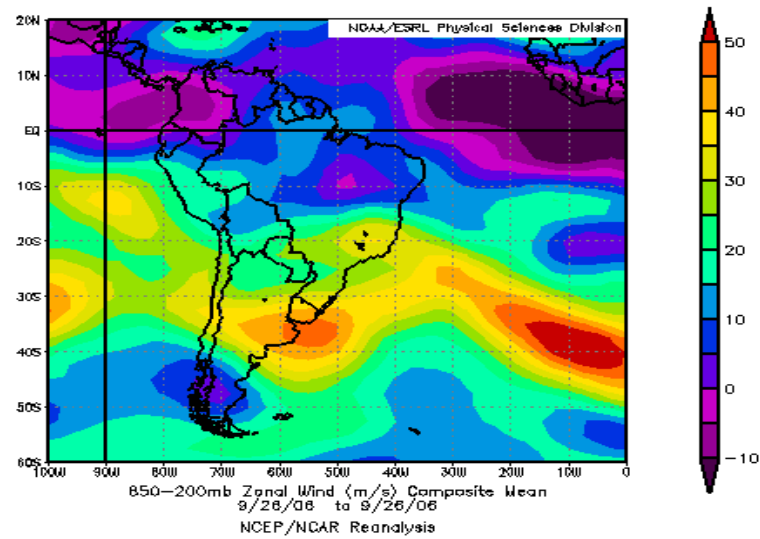 NOAA/ESRL Physical Sciences Division
20N
10N
EQ
10S
20S
30S
40S
50S
60S
100W 90W 80W 70W 60W 50W 40W 30W 20W 10W 0
50
40
30
20
10
0
-10
850-200mb Zonal Wind (m/s) Composite Mean
9/26/06 to 9/26/06
NCEP/NCAR Reanalysis